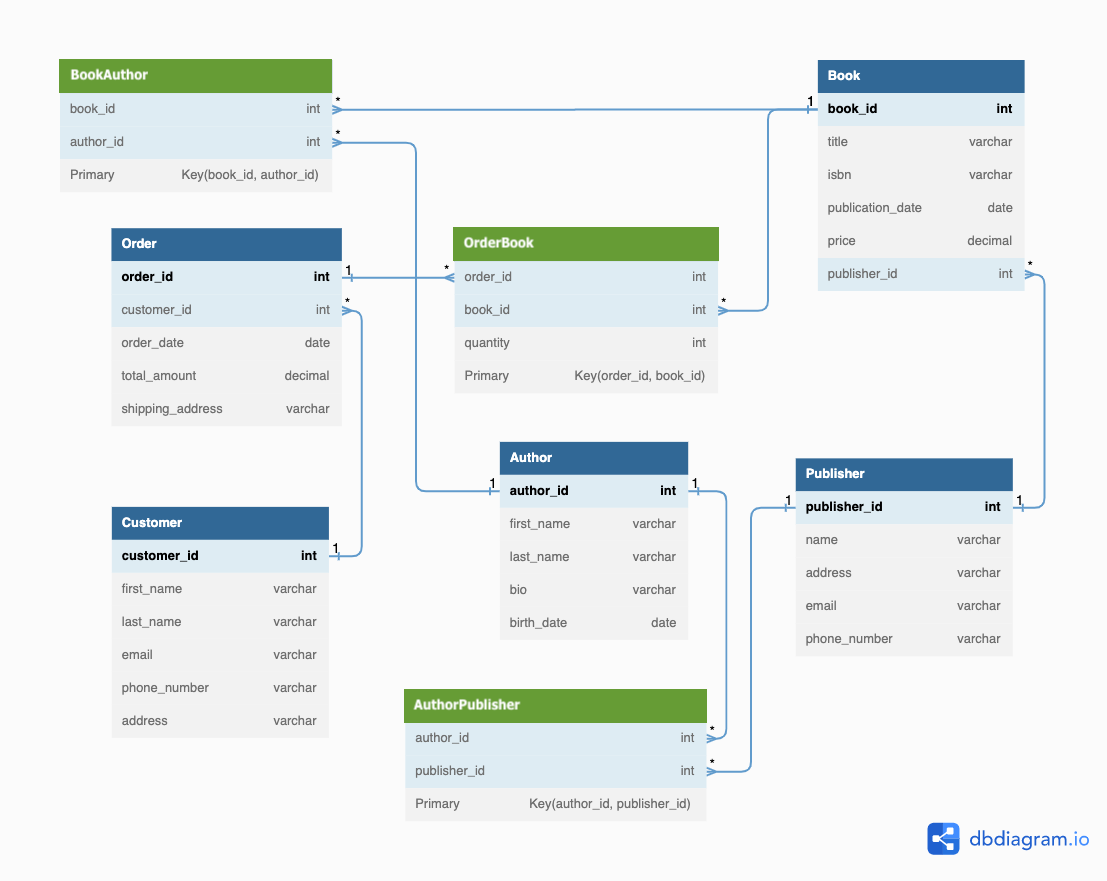 BookAuthor
book_id int
author_id int
Primary Key(book_id, author_id)
*
*
1
Book
book_id int
title varchar
isbn varchar
publication_date date
price decimal
publisher_id int
*
Order
order_id int
customer_id int
order_date date
total_amount decimal
shipping_address varchar
1
*
*
OrderBook
order_id int
book_id int
quantity int
Primary Key(order_id, book_id)
*
Author
author_id int
first_name varchar
last_name varchar
bio varchar
birth_date date
1
1
Publisher
publisher_id int
name varchar
address varchar
email varchar
phone_number varchar
1
1
Customer
customer_id int
first_name varchar
last_name varchar
email varchar
phone_number varchar
address varchar
1
AuthorPublisher
author_id int
publisher_id int
Primary Key(author_id, publisher_id)
*
*
dbdiagram.io